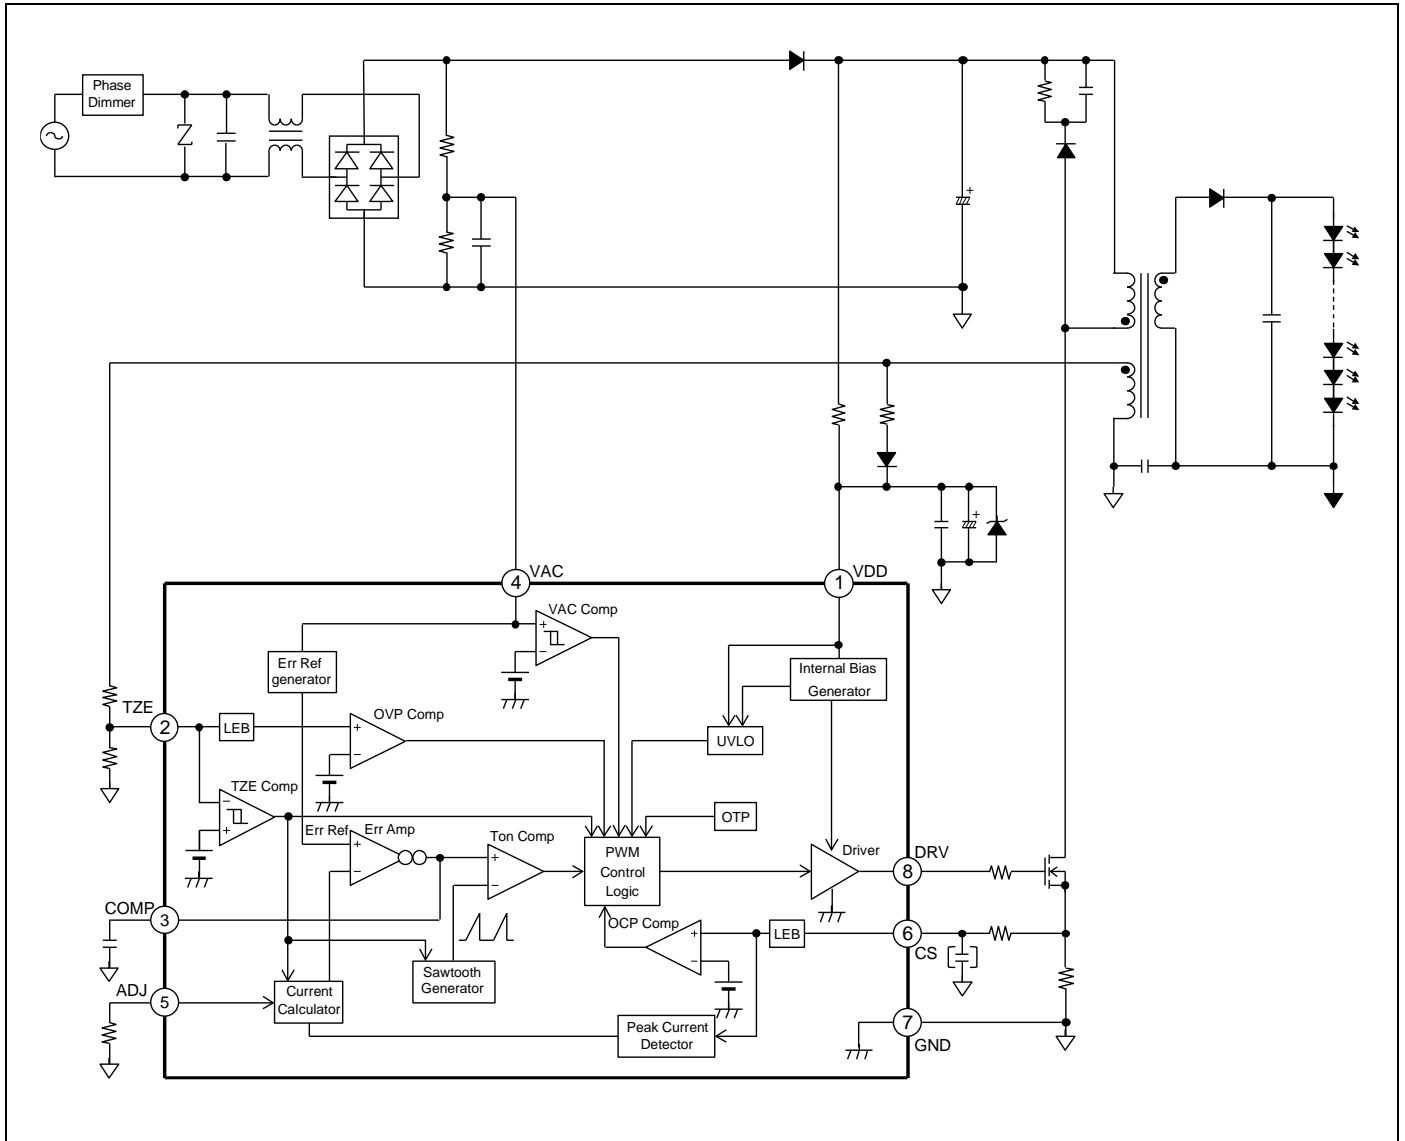 Phase
Dimmer
+
+
4
VAC
1
VDD
VAC Comp
+
−
Err Ref
generator
Internal Bias
Generator
TZE
2
LEB
OVP Comp
+
−
UVLO
TZE Comp
−
+
OTP
Err Ref
Err Amp
+
−
Ton Comp
+
−
PWM
Control
Logic
Driver
DRV
8
COMP
3
OCP Comp
+
−
LEB
6
CS
Sawtooth
Generator
ADJ
5
Current
Calculator
Peak Current
Detector
7
GND